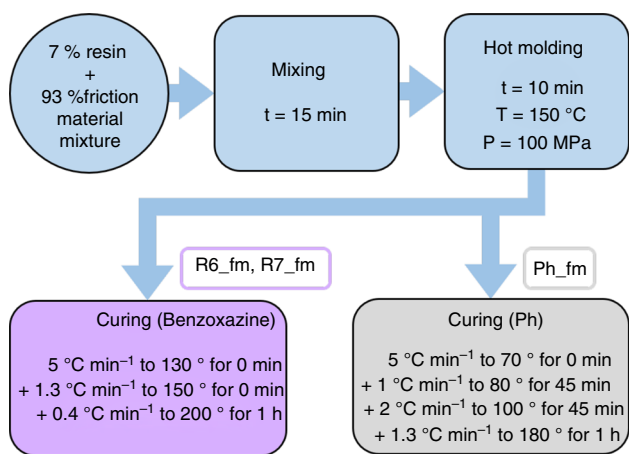 7 % resin
+
93 %friction
material
mixture
Mixing
t = 15 min
Hot molding
t = 10 min
T = 150 °C
P = 100 MPa
R6_fm, R7_fm
Ph_fm
Curing (Benzoxazine)
5 °C min⁻¹ to 130 ° for 0 min
+ 1.3 °C min⁻¹ to 150 ° for 0 min
+ 0.4 °C min⁻¹ to 200 ° for 1 h
Curing (Ph)
5 °C min⁻¹ to 70 ° for 0 min
+ 1 °C min⁻¹ to 80 ° for 45 min
+ 2 °C min⁻¹ to 100 ° for 45 min
+ 1.3 °C min⁻¹ to 180 ° for 1 h